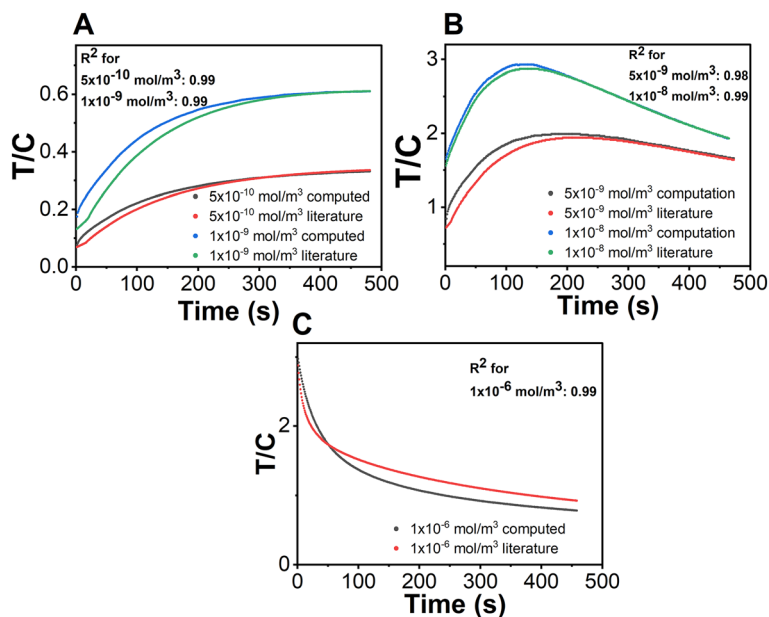 A
R² for
5x10⁻¹⁰ mol/m³: 0.99
1x10⁻⁹ mol/m³: 0.99
T/C
0.6
0.4
0.2
0.0
5x10⁻¹⁰ mol/m³ computed
5x10⁻¹⁰ mol/m³ literature
1x10⁻⁹ mol/m³ computed
1x10⁻⁹ mol/m³ literature
0 100 200 300 400 500
Time (s)
B
R² for
5x10⁻⁹ mol/m³: 0.98
1x10⁻⁸ mol/m³: 0.99
T/C
3
2
1
5x10⁻⁹ mol/m³ computation
5x10⁻⁹ mol/m³ literature
1x10⁻⁸ mol/m³ computation
1x10⁻⁸ mol/m³ literature
0 100 200 300 400 500
Time (s)
C
R² for
1x10⁻⁶ mol/m³: 0.99
T/C
2
0
1x10⁻⁶ mol/m³ computed
1x10⁻⁶ mol/m³ literature
0 100 200 300 400 500
Time (s)